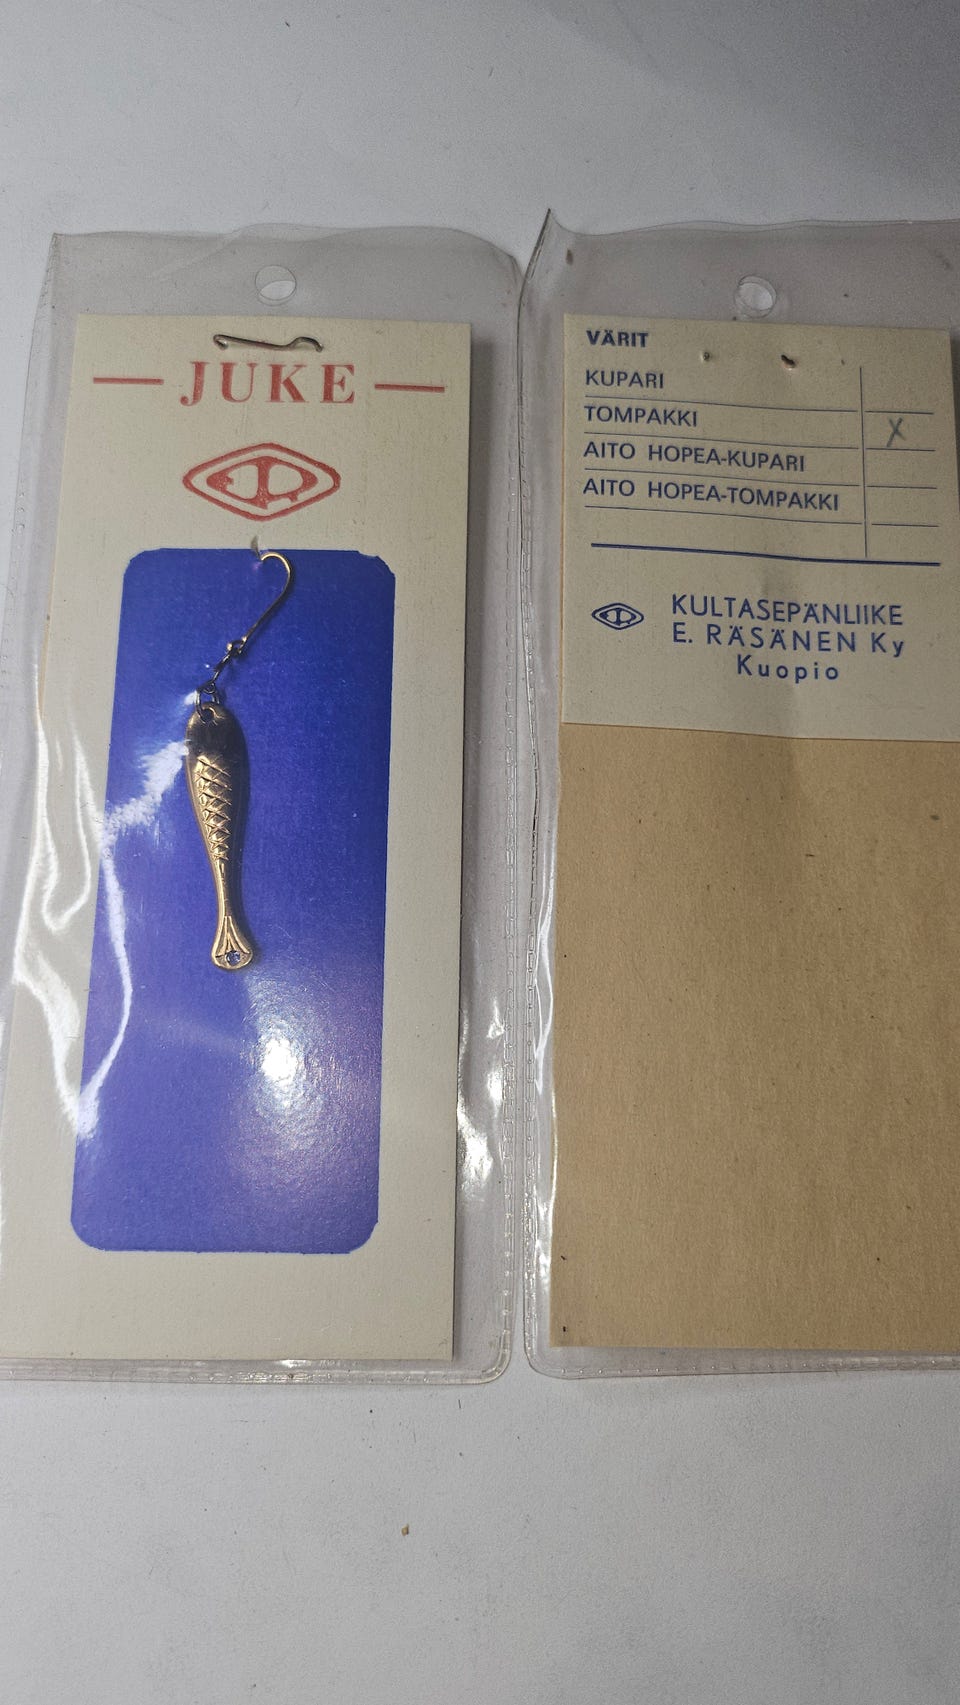 JUKE
VÄRIT
KUPARI
TOMPAKKI X
AITO HOPEA-KUPARI
AITO HOPEA-TOMPAKKI
KULTASEPÄNLIIKE
E. RÄSÄNEN Ky
Kuopio